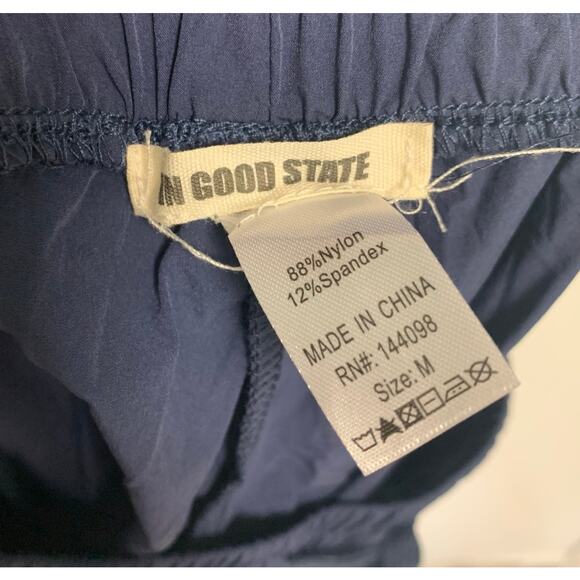 IN GOOD STATE
88%Nylon
12%Spandex
MADE IN CHINA
RN#: 144098
Size: M